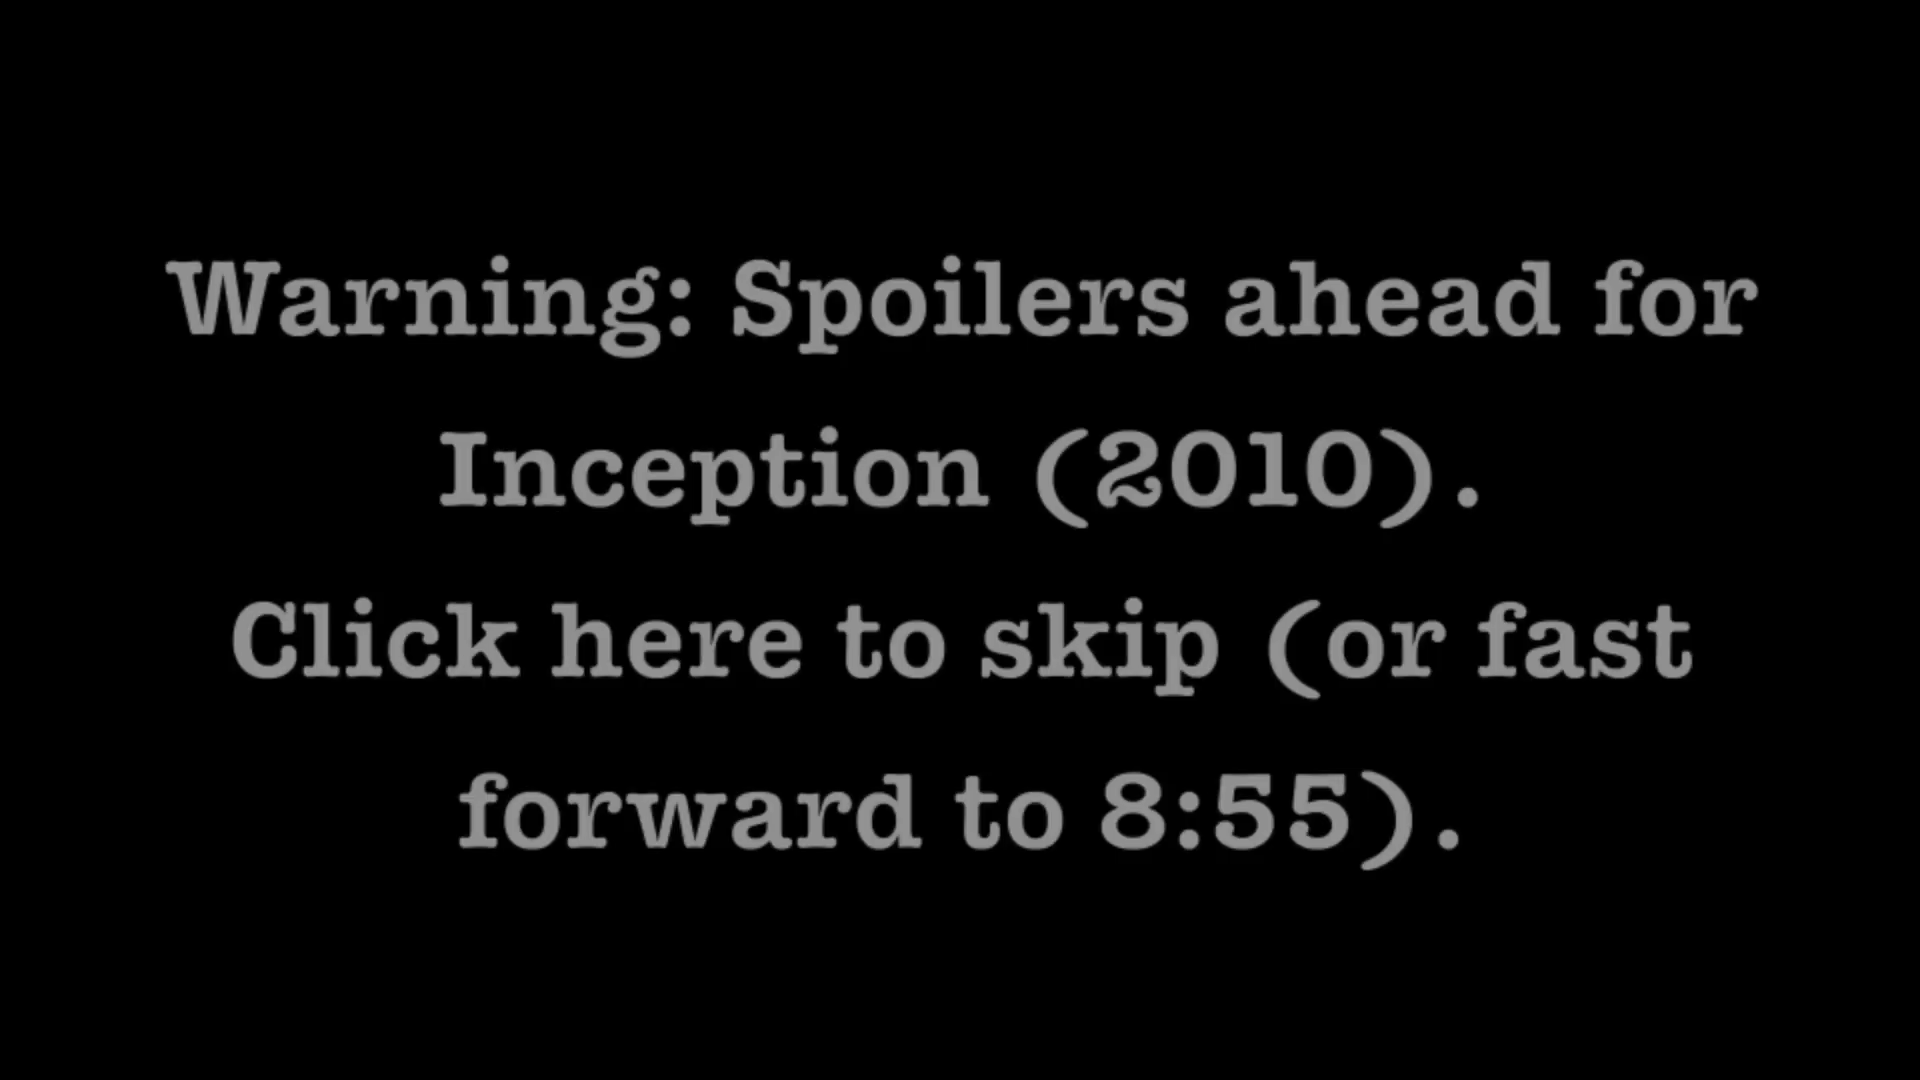 Warning: Spoilers ahead for
Inception (2010).
Click here to skip (or fast
forward to 8:55).